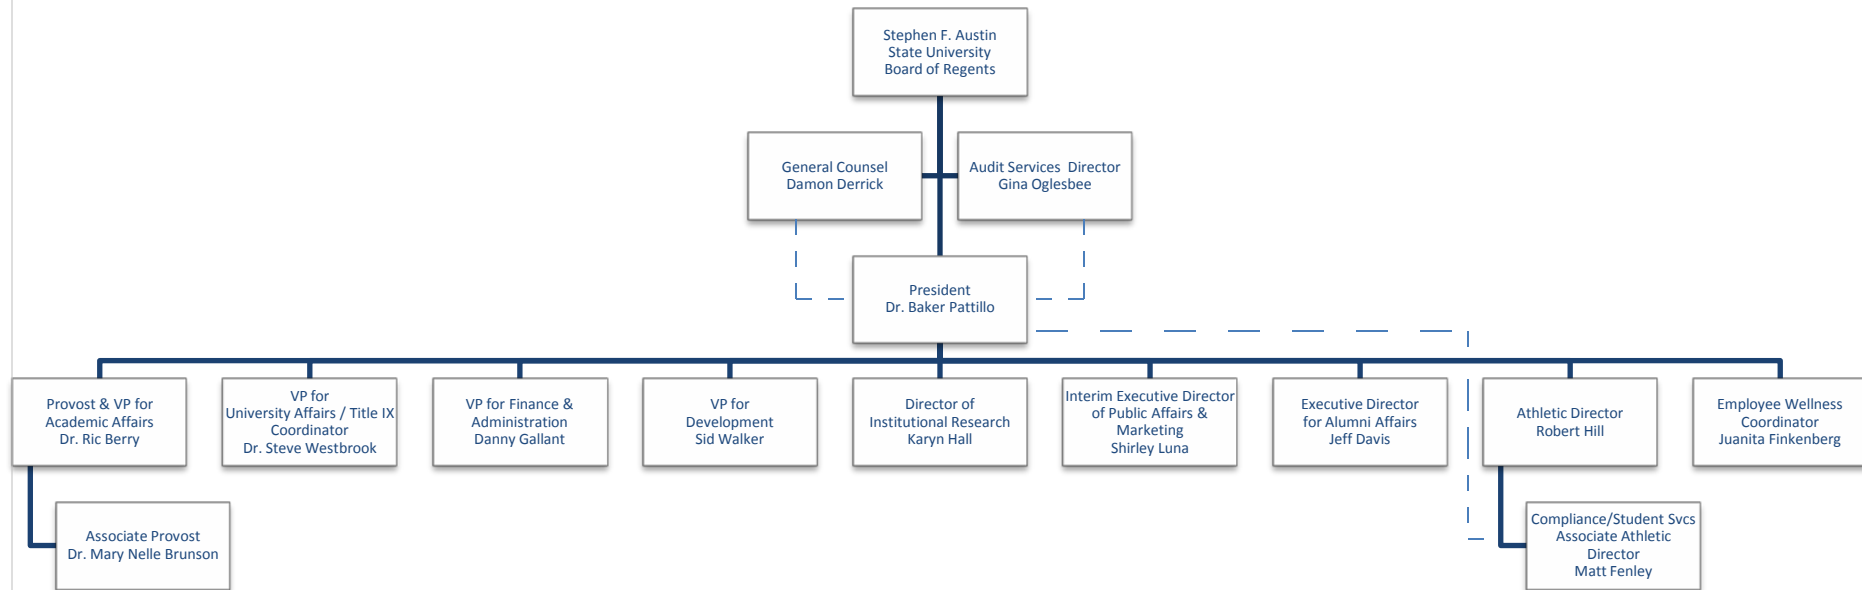 Stephen F. Austin
State University
Board of Regents
General Counsel
Damon Derrick
Audit Services Director
Gina Oglesbee
President
Dr. Baker Pattillo
Provost & VP for
Academic Affairs
Dr. Ric Berry
VP for
University Affairs / Title IX
Coordinator
Dr. Steve Westbrook
VP for Finance &
Administration
Danny Gallant
VP for
Development
Sid Walker
Director of
Institutional Research
Karyn Hall
Interim Executive Director
of Public Affairs &
Marketing
Shirley Luna
Executive Director
for Alumni Affairs
Jeff Davis
Athletic Director
Robert Hill
Employee Wellness
Coordinator
Juanita Finkenberg
Associate Provost
Dr. Mary Nelle Brunson
Compliance/Student Svcs
Associate Athletic
Director
Matt Fenley